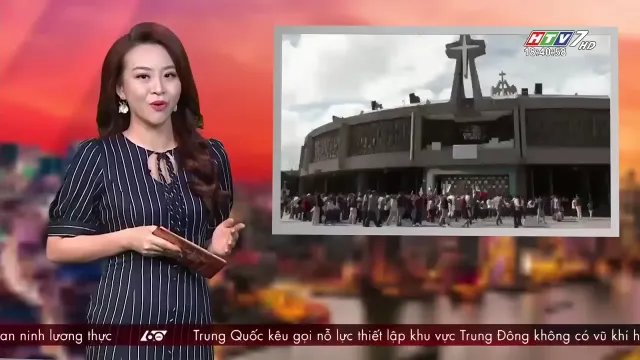 HTV7 HD
18:40:58
an ninh lương thực 60 Trung Quốc kêu gọi nỗ lực thiết lập khu vực Trung Đông không có vũ khí h